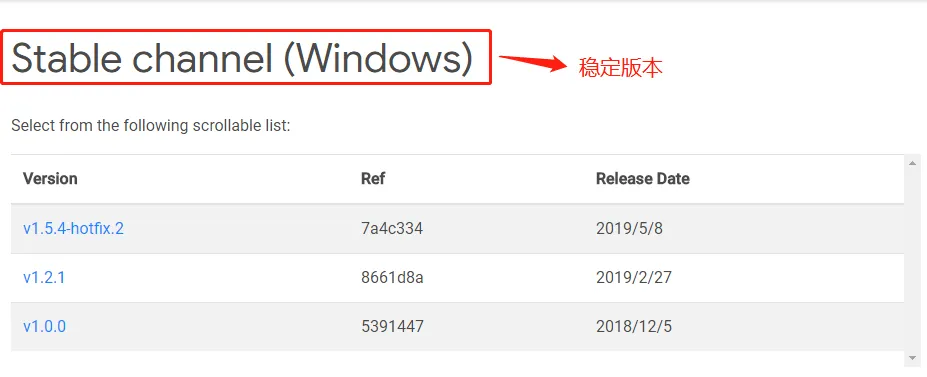 Stable channel (Windows) 稳定版本
Select from the following scrollable list:
Version Ref Release Date
v1.5.4-hotfix.2 7a4c334 2019/5/8
v1.2.1 8661d8a 2019/2/27
v1.0.0 5391447 2018/12/5